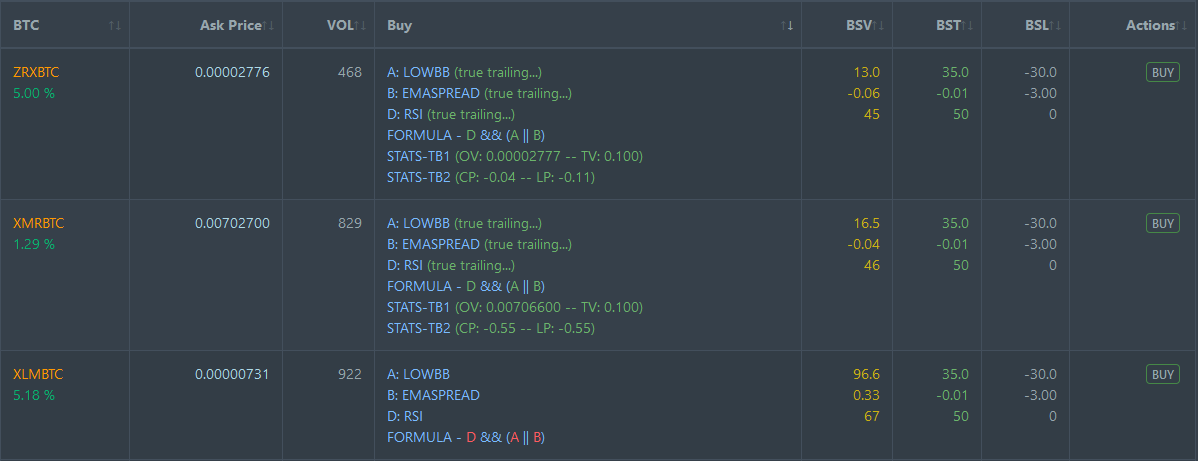 BTC Ask Price VOL Buy BSV BST BSL Actions
ZRXBTC 0.00002776 468 A: LOWBB (true trailing...) 13.0 35.0 -30.0 BUY
5.00 % B: EMASPREAD (true trailing...) -0.06 -0.01 -3.00
D: RSI (true trailing...) 45 50 0
FORMULA - D && (A || B)
STATS-TB1 (OV: 0.00002777 -- TV: 0.100)
STATS-TB2 (CP: -0.04 -- LP: -0.11)
XMRBTC 0.00702700 829 A: LOWBB (true trailing...) 16.5 35.0 -30.0 BUY
1.29 % B: EMASPREAD (true trailing...) -0.04 -0.01 -3.00
D: RSI (true trailing...) 46 50 0
FORMULA - D && (A || B)
STATS-TB1 (OV: 0.00706600 -- TV: 0.100)
STATS-TB2 (CP: -0.55 -- LP: -0.55)
XLMBTC 0.00000731 922 A: LOWBB 96.6 35.0 -30.0 BUY
5.18 % B: EMASPREAD 0.33 -0.01 -3.00
D: RSI 67 50 0
FORMULA - D && (A || B)